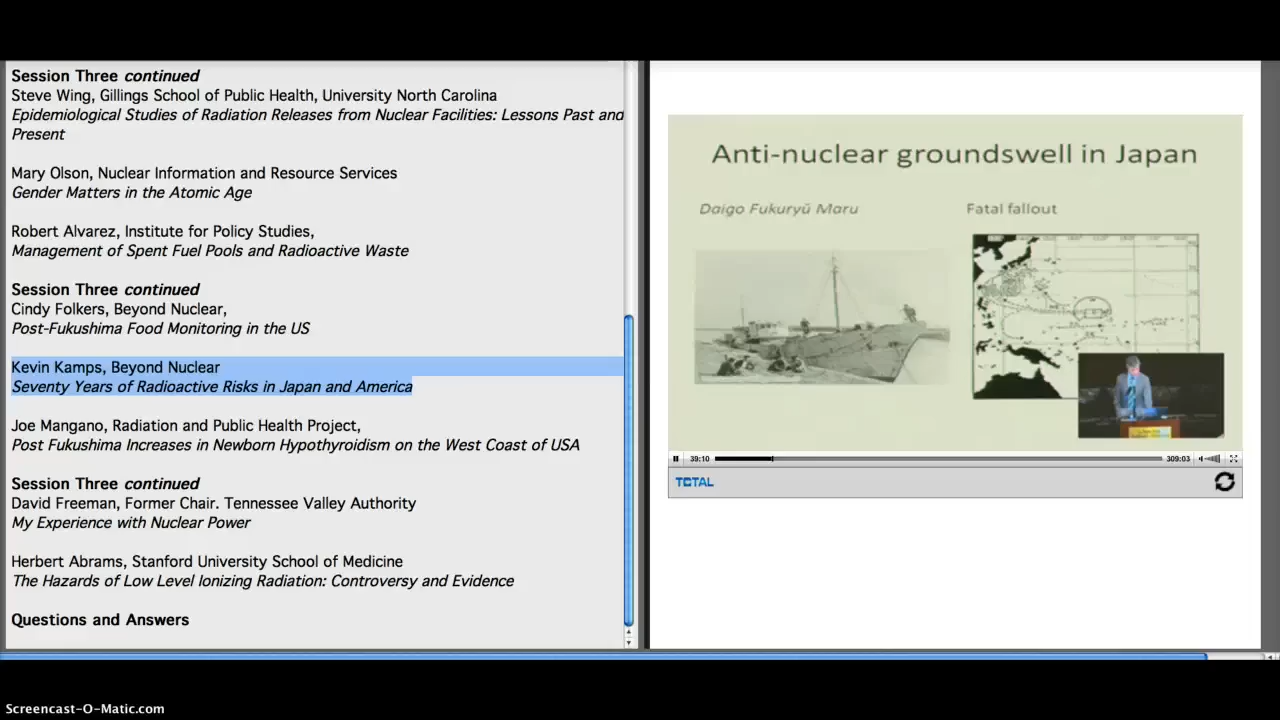 Session Three continued
Steve Wing, Gillings School of Public Health, University North Carolina
Epidemiological Studies of Radiation Releases from Nuclear Facilities: Lessons Past and
Present
Mary Olson, Nuclear Information and Resource Services
Gender Matters in the Atomic Age
Robert Alvarez, Institute for Policy Studies,
Management of Spent Fuel Pools and Radioactive Waste
Session Three continued
Cindy Folkers, Beyond Nuclear,
Post-Fukushima Food Monitoring in the US
Kevin Kamps, Beyond Nuclear
Seventy Years of Radioactive Risks in Japan and America
Joe Mangano, Radiation and Public Health Project,
Post Fukushima Increases in Newborn Hypothyroidism on the West Coast of USA
Session Three continued
David Freeman, Former Chair. Tennessee Valley Authority
My Experience with Nuclear Power
Herbert Abrams, Stanford University School of Medicine
The Hazards of Low Level Ionizing Radiation: Controversy and Evidence
Questions and Answers
Anti-nuclear groundswell in Japan
Daigo Fukuryū Maru
Fatal fallout
39:10
309:03
TOTAL
Screencast-O-Matic.com